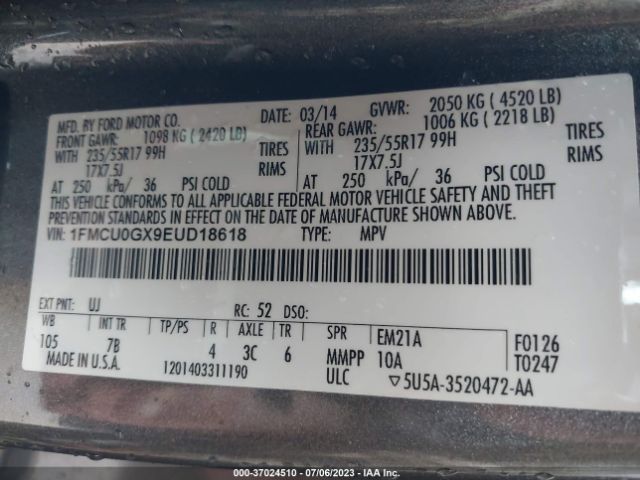 MFD. BY FORD MOTOR CO. DATE: 03/14 GVWR: 2050 KG ( 4520 LB)
FRONT GAWR: 1098 KG ( 2420 LB) REAR GAWR: 1006 KG ( 2218 LB)
WITH 235/55R17 99H TIRES WITH 235/55R17 99H TIRES
17X7.5J RIMS 17X7.5J RIMS
AT 250 kPa/ 36 PSI COLD AT 250 kPa/ 36 PSI COLD
THIS VEHICLE CONFORMS TO ALL APPLICABLE FEDERAL MOTOR VEHICLE SAFETY AND THEFT
PREVENTION STANDARDS IN EFFECT ON THE DATE OF MANUFACTURE SHOWN ABOVE.
VIN: 1FMCU0GX9EUD18618 TYPE: MPV
EXT PNT: UJ RC: 52 DSO:
WB INT TR TP/PS R AXLE TR SPR EM21A F0126
105 7B 4 3C 6 MMPP 10A T0247
MADE IN U.S.A. 1201403311190 ULC ▽5U5A-3520472-AA
000-37024510 - 07/06/2023 - IAA Inc.